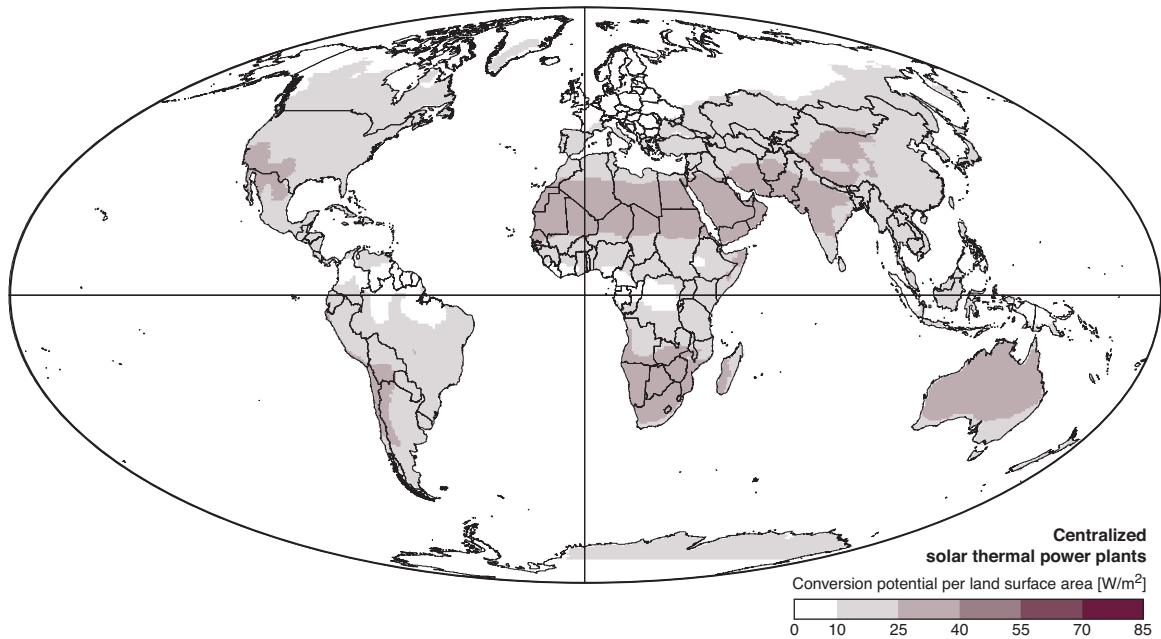 Centralized
solar thermal power plants
Conversion potential per land surface area [W/m²]
0 10 25 40 55 70 85